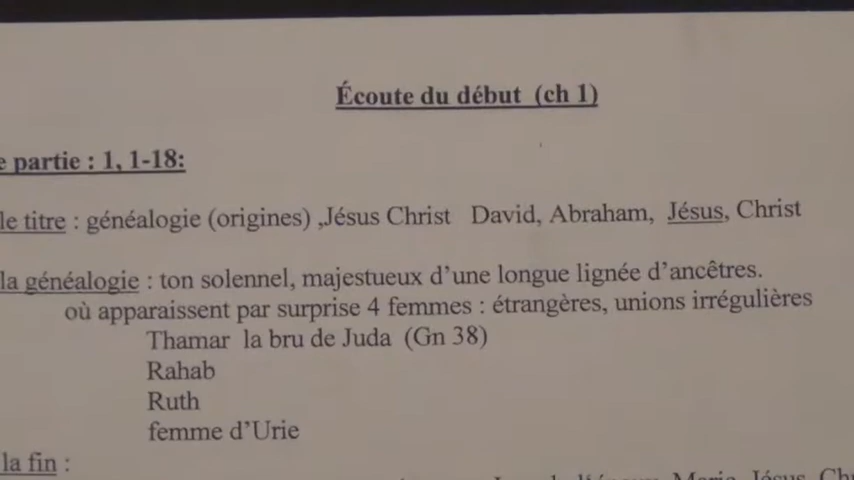 Écoute du début (ch 1)
e partie : 1, 1-18:
le titre : généalogie (origines) ,Jésus Christ David, Abraham, Jésus, Christ
la généalogie : ton solennel, majestueux d'une longue lignée d'ancêtres.
où apparaissent par surprise 4 femmes : étrangères, unions irrégulières
Thamar la bru de Juda (Gn 38)
Rahab
Ruth
femme d'Urie
la fin :
Marie Jésus